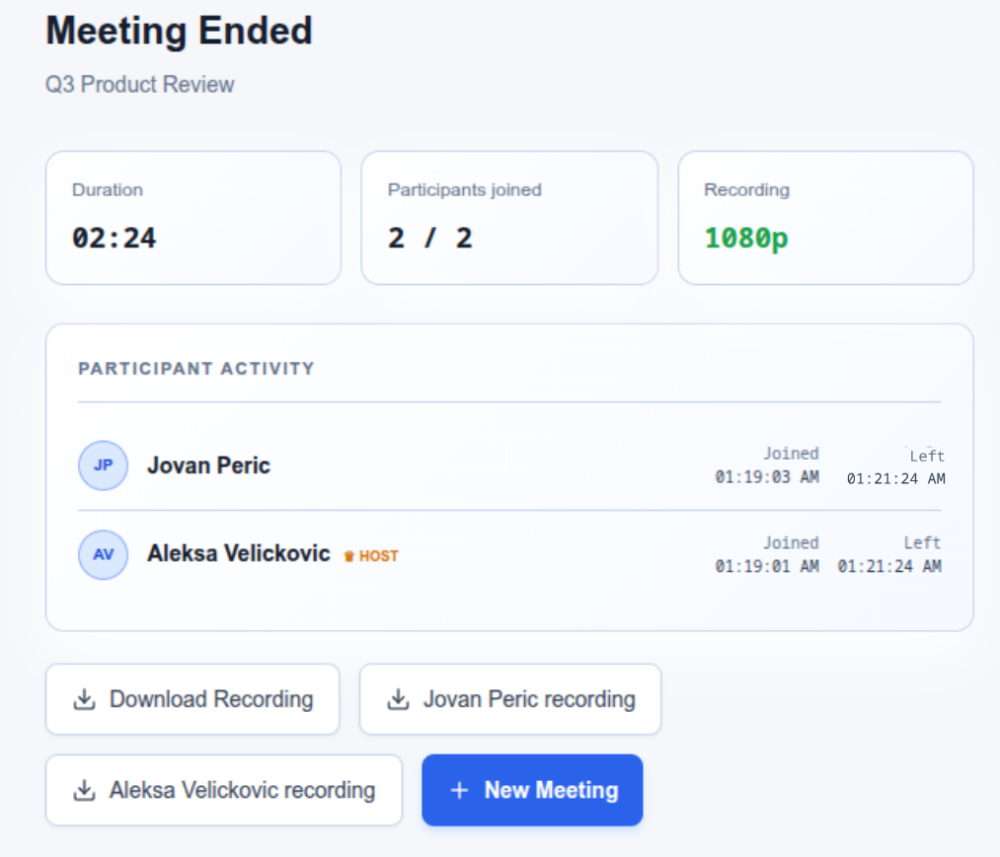 Meeting Ended
Q3 Product Review
Duration
02:24
Participants joined
2 / 2
Recording
1080p
PARTICIPANT ACTIVITY
JP Jovan Peric
Joined
01:19:03 AM
Left
01:21:24 AM
AV Aleksa Velickovic HOST
Joined
01:19:01 AM
Left
01:21:24 AM
Download Recording
Jovan Peric recording
Aleksa Velickovic recording
+ New Meeting